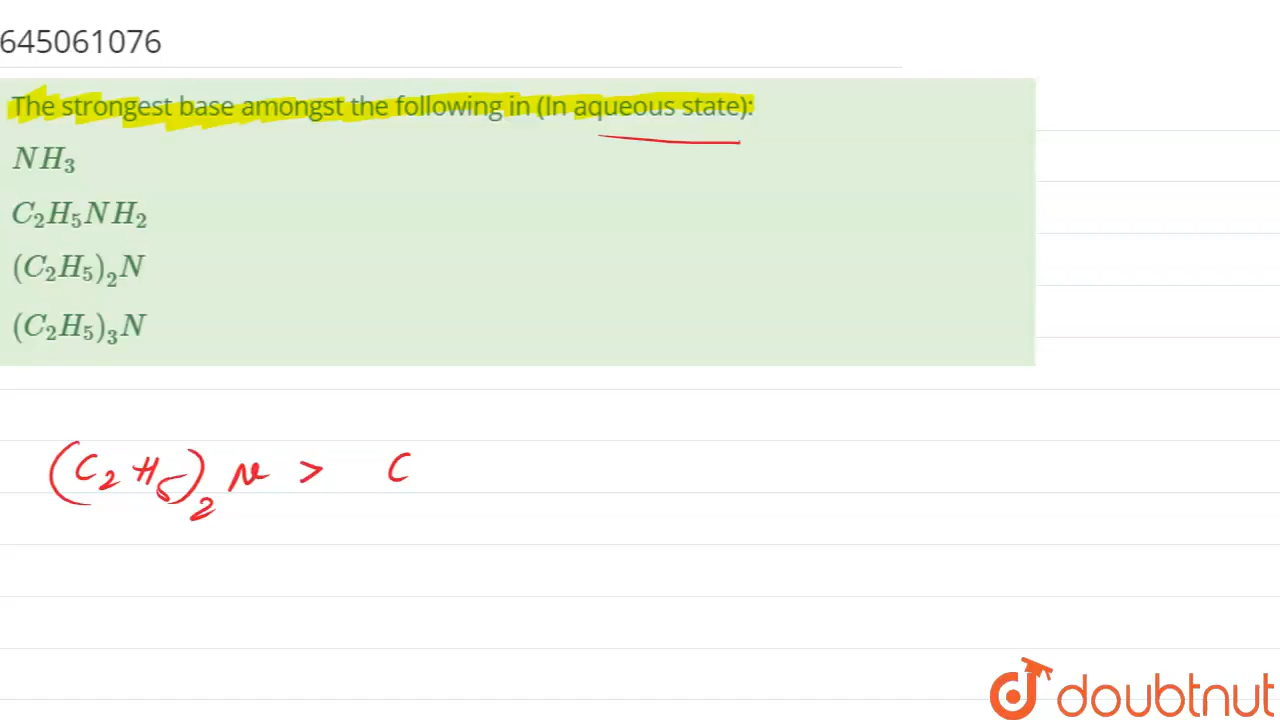 645061076
The strongest base amongst the following in (In aqueous state):
NH₃
C₂H₅NH₂
(C₂H₅)₂N
(C₂H₅)₃N
(C₂H₅)₂N > C
doubtnut